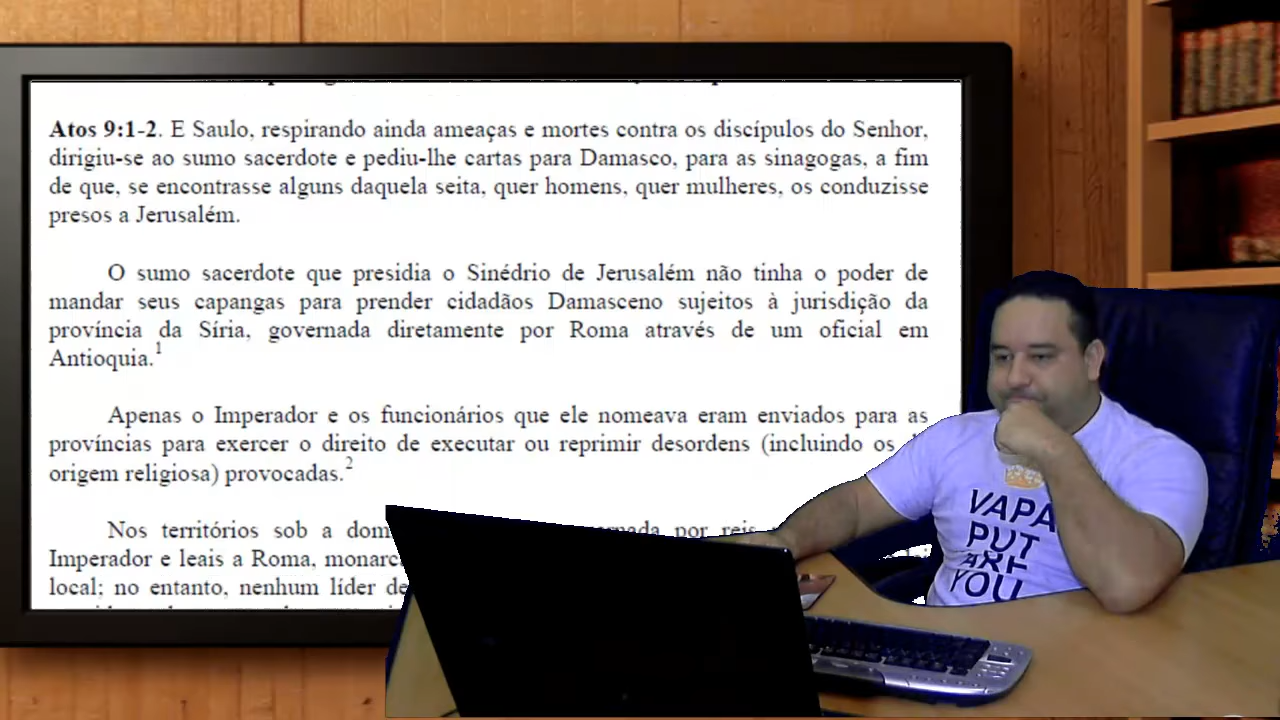 Atos 9:1-2. E Saulo, respirando ainda ameaças e mortes contra os discípulos do Senhor,
dirigiu-se ao sumo sacerdote e pediu-lhe cartas para Damasco, para as sinagogas, a fim
de que, se encontrasse alguns daquela seita, quer homens, quer mulheres, os conduzisse
presos a Jerusalém.
O sumo sacerdote que presidia o Sinédrio de Jerusalém não tinha o poder de
mandar seus capangas para prender cidadãos Damasceno sujeitos à jurisdição da
província da Síria, governada diretamente por Roma através de um oficial em
Antioquia.1
Apenas o Imperador e os funcionários que ele nomeava eram enviados para as
províncias para exercer o direito de executar ou reprimir desordens (incluindo os
origem religiosa) provocadas.2
Nos territórios sob a por reis
Imperador e leais a Roma,
local; no entanto, nenhum líder
VAPA
PUT
ARE
YOU